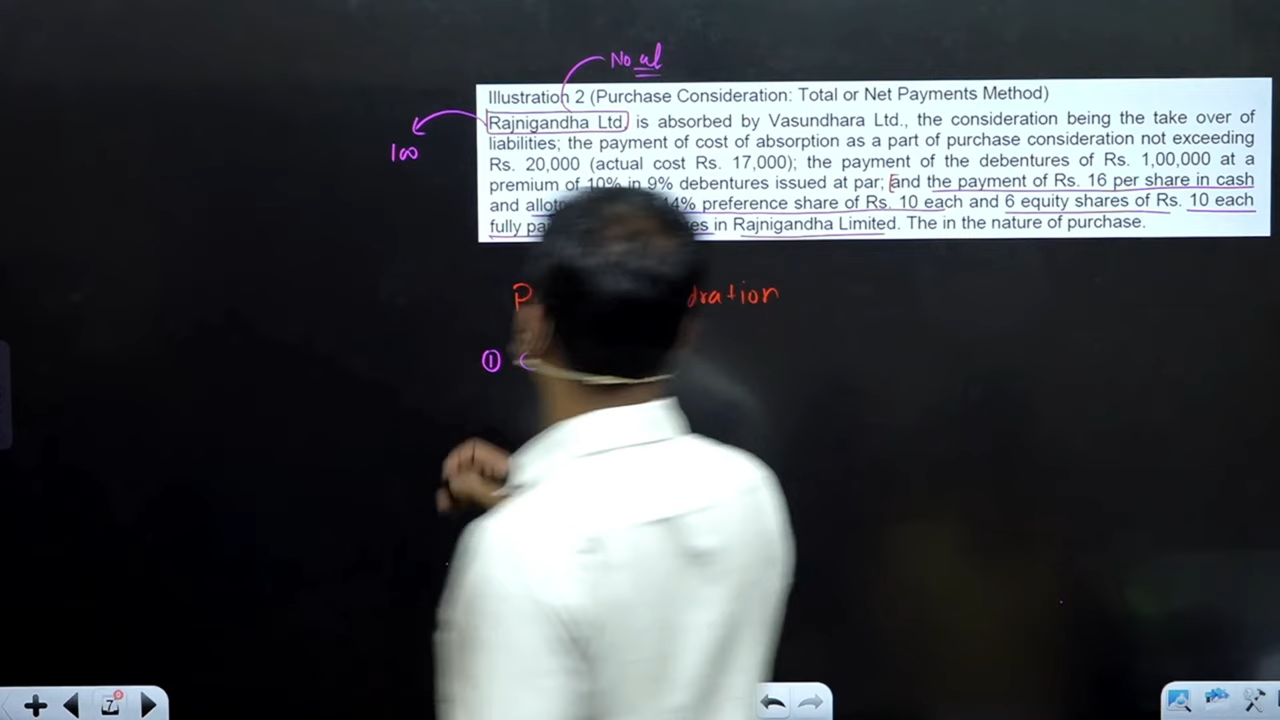 No al
Illustration 2 (Purchase Consideration: Total or Net Payments Method)
Rajnigandha Ltd. is absorbed by Vasundhara Ltd., the consideration being the take over of
liabilities; the payment of cost of absorption as a part of purchase consideration not exceeding
100
Rs. 20,000 (actual cost Rs. 17,000); the payment of the debentures of Rs. 1,00,000 at a
premium of 10% in 9% debentures issued at par; and the payment of Rs. 16 per share in cash
and 14% preference share of Rs. 10 each and 6 equity shares of Rs. 10 each
fully in Rajnigandha Limited. The in the nature of purchase.
①
7